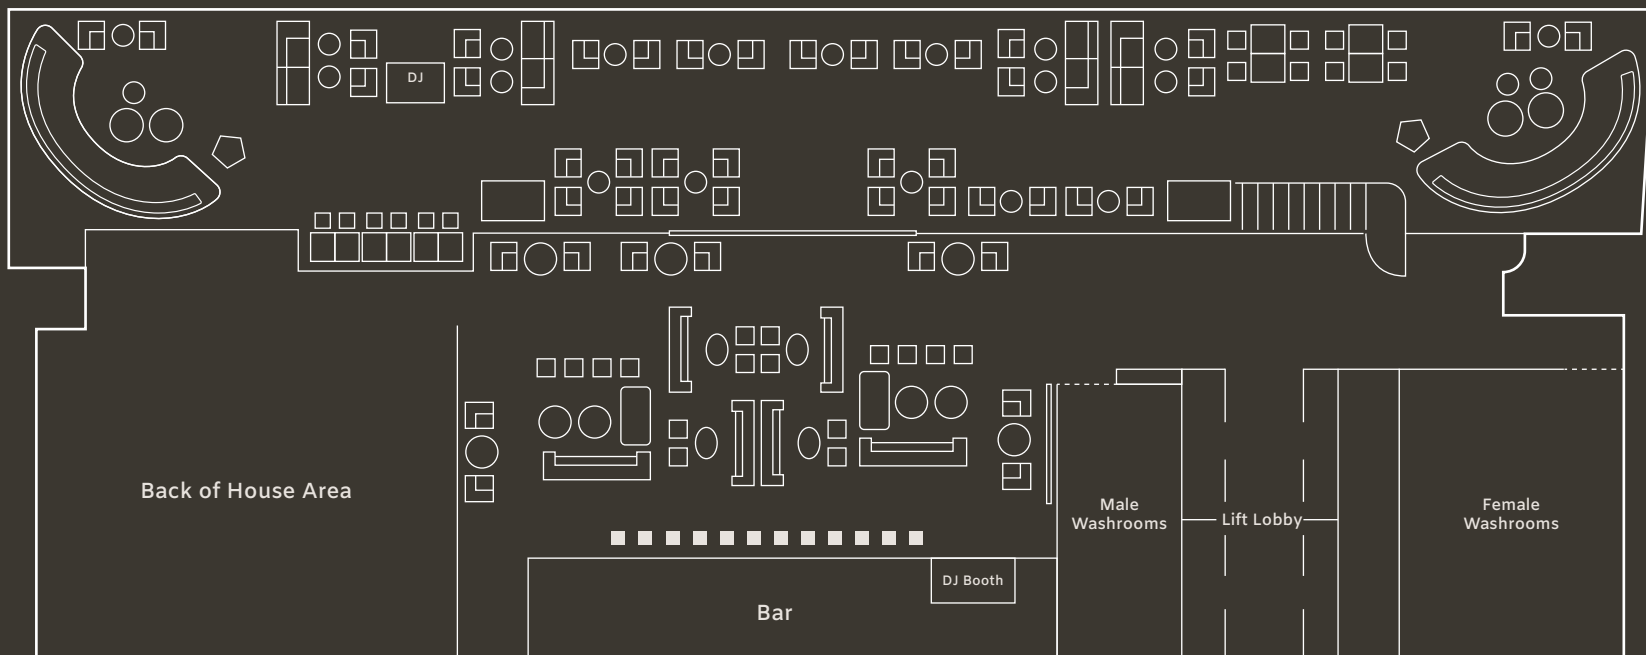 DJ
Back of House Area
Male
Washrooms
Lift Lobby
Female
Washrooms
DJ Booth
Bar